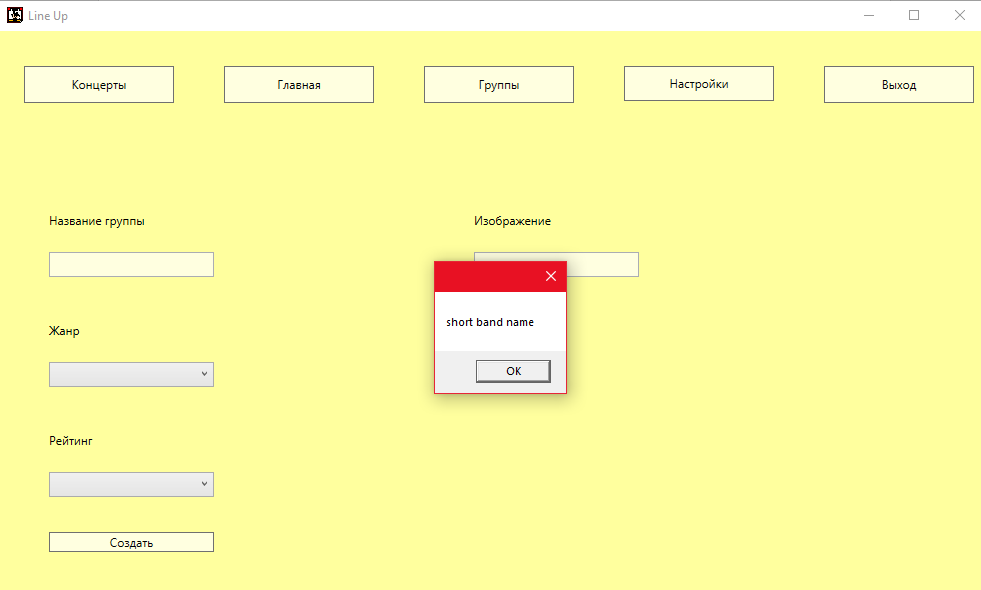 Line Up
Концерты
Главная
Группы
Настройки
Выход
Название группы
Изображение
short band name
OK
Жанр
Рейтинг
Создать